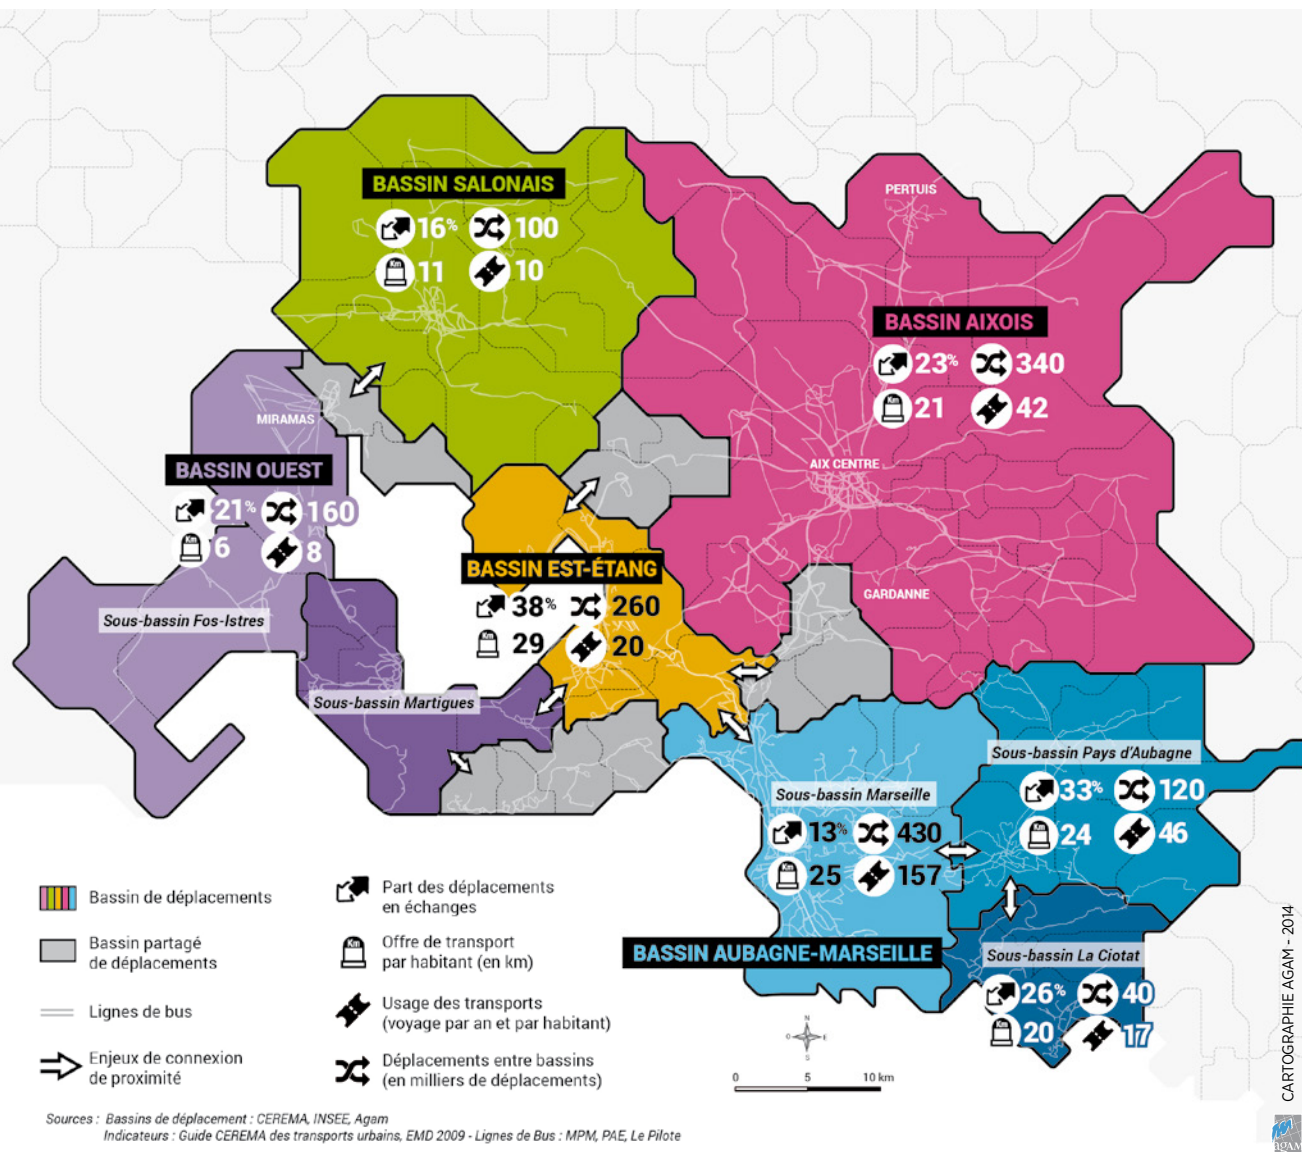 PERTUIS
BASSIN SALONAIS
16% 100
11 10
BASSIN AIXOIS
23% 340
21 42
MIRAMAS
AIX CENTRE
BASSIN OUEST
21% 160
6 8
BASSIN EST-ÉTANG
38% 260
29 20
GARDANNE
Sous-bassin Fos-Istres
Sous-bassin Martigues
Sous-bassin Pays d'Aubagne
33% 120
24 46
Sous-bassin Marseille
13% 430
25 157
BASSIN AUBAGNE-MARSEILLE
Sous-bassin La Ciotat
26% 40
20 17
Bassin de déplacements
Bassin partagé
de déplacements
Lignes de bus
Enjeux de connexion
de proximité
Part des déplacements
en échanges
Km
Offre de transport
par habitant (en km)
Usage des transports
(voyage par an et par habitant)
Déplacements entre bassins
(en milliers de déplacements)
N
O E
S
0 5 10 km
Sources : Bassins de déplacement : CEREMA, INSEE, Agam
Indicateurs : Guide CEREMA des transports urbains, EMD 2009 - Lignes de Bus : MPM, PAE, Le Pilote
CARTOGRAPHIE AGAM - 2014
agAM